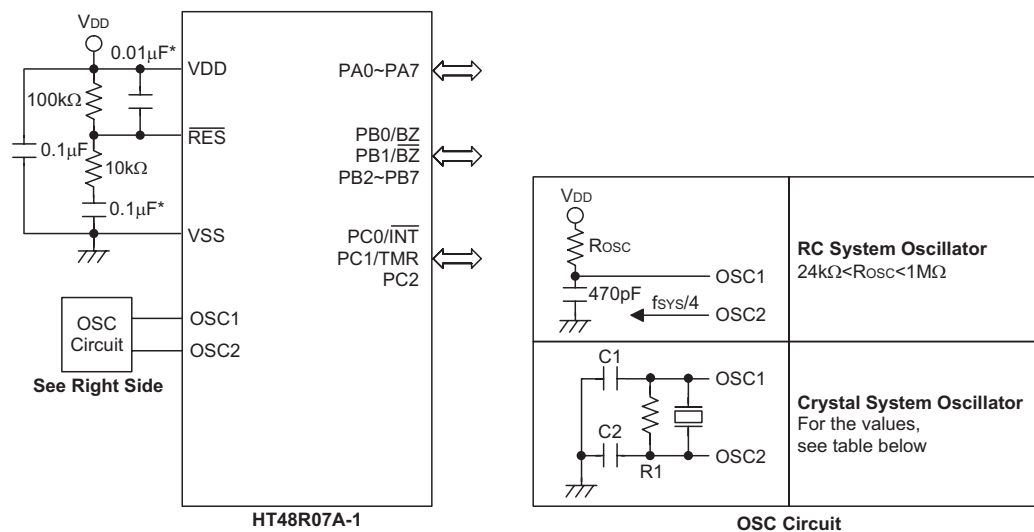 VDD
0.01µF*
VDD
100kΩ
RES
0.1µF
10kΩ
0.1µF*
VSS
OSC
Circuit
OSC1
OSC2
See Right Side
PA0~PA7
PB0/BZ
PB1/BZ
PB2~PB7
PC0/INT
PC1/TMR
PC2
HT48R07A-1
VDD
ROSC
OSC1
470pF
fSYS/4
OSC2
RC System Oscillator
24kΩ<ROSC<1MΩ
C1
OSC1
C2
OSC2
R1
Crystal System Oscillator
For the values,
see table below
OSC Circuit